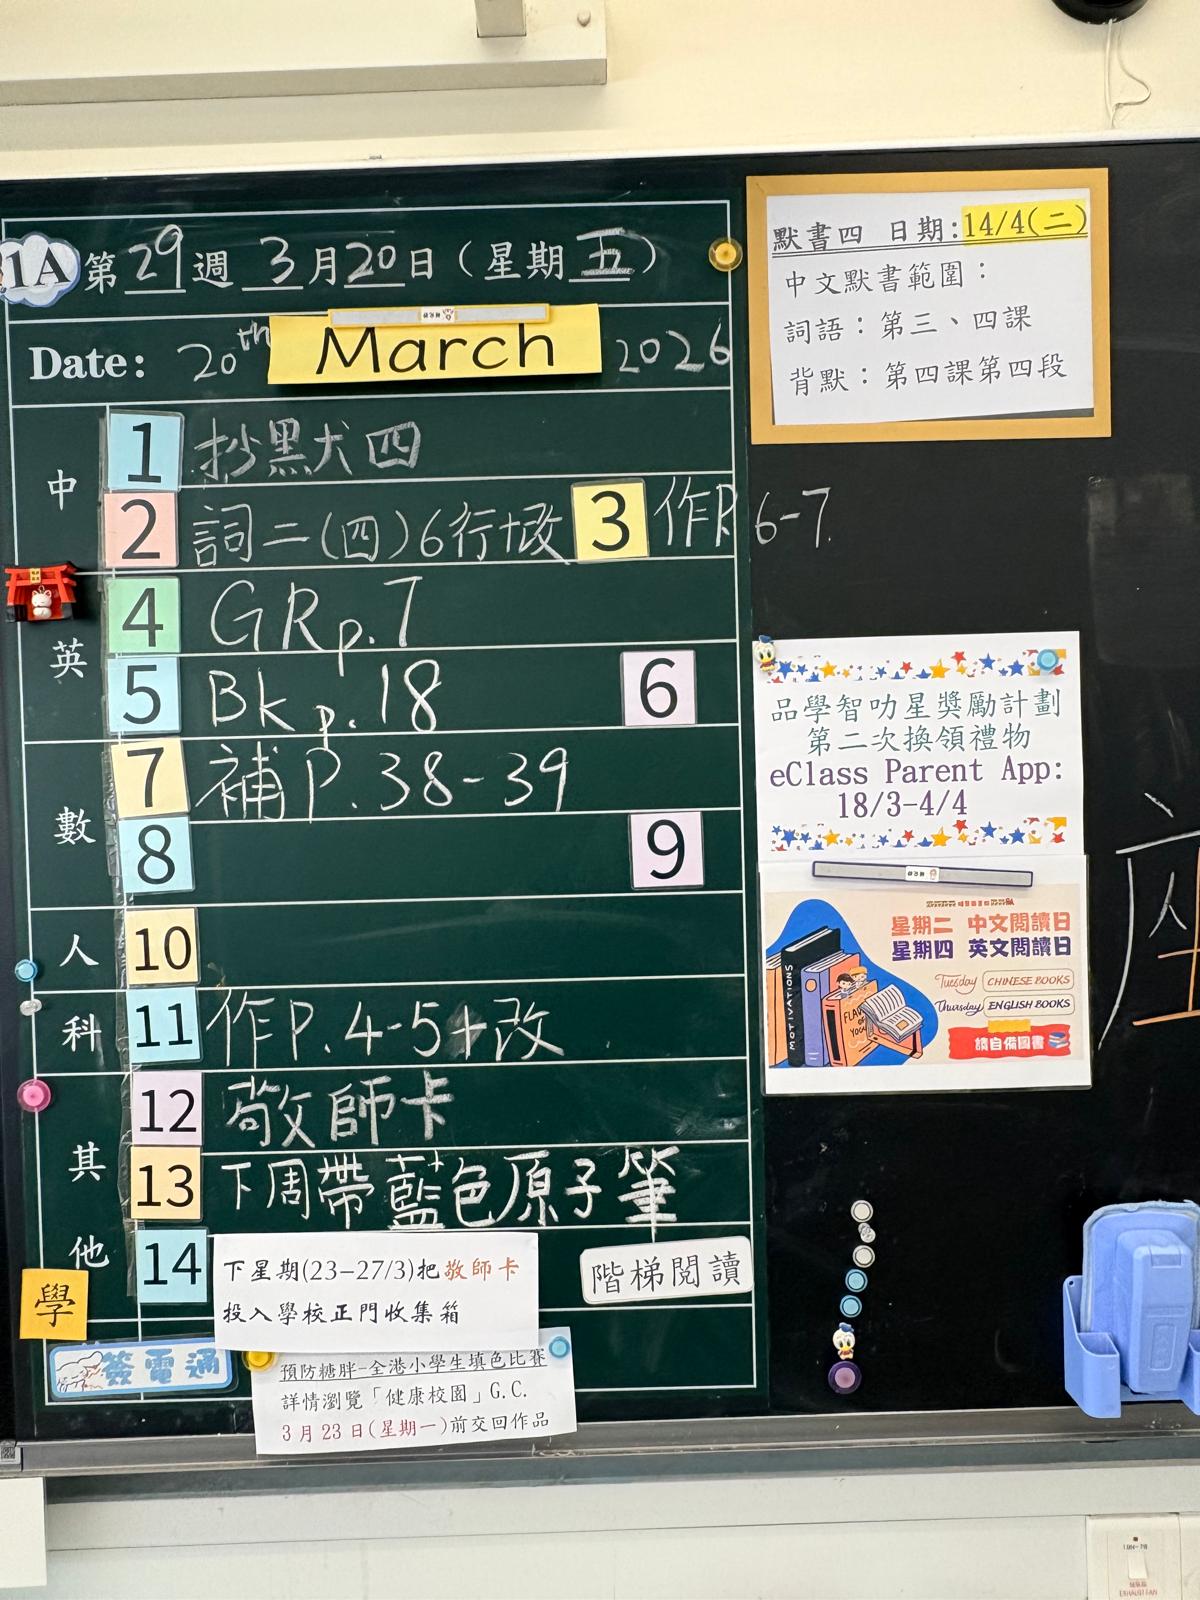 1A 第 29 週 3 月 20 日 (星期 五)
Date: 20th March 2026
中
1 抄默四
2 詞二(四)6行+改 3 作P.6-7
英
4 GR p.7
5 Bk p.18 6
數
7 補 P.38-39
8 9
人 10
科 11 作P.4-5+改
其他
12 敬師卡
13 下周帶藍色原子筆
14 下星期(23-27/3)把敬師卡
投入學校正門收集箱
階梯閱讀
學
簽電通
預防糖胖-全港小學生填色比賽
詳情瀏覽「健康校園」G.C.
3月23日(星期一)前交回作品
默書四 日期:14/4(二)
中文默書範圍：
詞語：第三、四課
背默：第四課第四段
品學智叻星獎勵計劃
第二次換領禮物
eClass Parent App:
18/3-4/4
星期二 中文閱讀日
星期四 英文閱讀日
Tuesday CHINESE BOOKS
Thursday ENGLISH BOOKS
請自備圖書
MOTIVATIONS
座
EXHAUST FAN